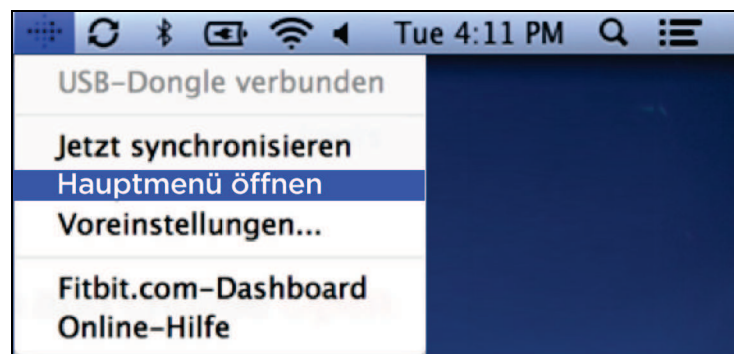 Tue 4:11 PM
USB-Dongle verbunden
Jetzt synchronisieren
Hauptmenü öffnen
Voreinstellungen...
Fitbit.com-Dashboard
Online-Hilfe